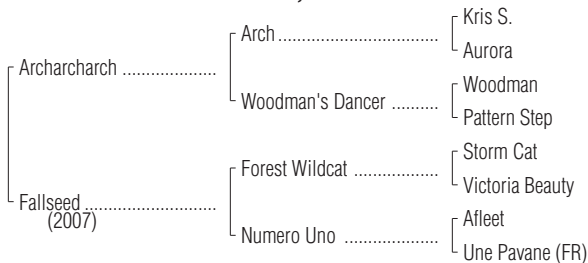 Kris S.
Arch
Aurora
Archarcharch
Woodman
Woodman's Dancer
Pattern Step
Storm Cat
Forest Wildcat
Victoria Beauty
Fallseed
(2007)
Afleet
Numero Uno
Une Pavane (FR)